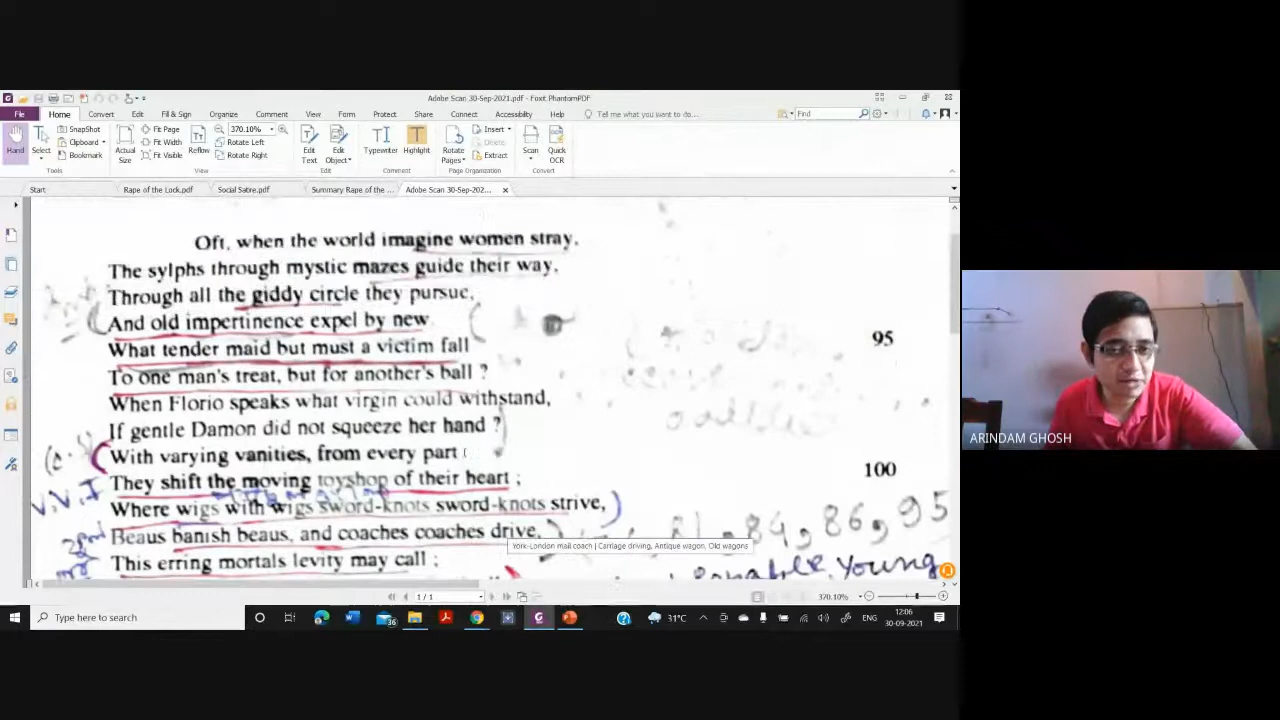 Adobe Scan 30-Sep-2021.pdf - Foxit PhantomPDF
File Home Convert Edit Fill & Sign Organize Comment View Form Protect Share Connect Accessibility Help Tell me what you want to do... Find
Hand
Select
SnapShot
Clipboard
Bookmark
Tools
Actual Size
Fit Page
Fit Width
Fit Visible
Reflow
370.10%
Rotate Left
Rotate Right
View
Edit Text
Edit Object
Edit
Typewriter
Highlight
Comment
Rotate Pages
Insert
Delete
Extract
Page Organization
Scan
Quick OCR
Convert
Start Rape of the Lock.pdf Social Satire.pdf Summary Rape of the ... Adobe Scan 30-Sep-202...
Oft, when the world imagine women stray,
The sylphs through mystic mazes guide their way,
Through all the giddy circle they pursue,
And old impertinence expel by new
What tender maid but must a victim fall 95
To one man's treat, but for another's ball ?
When Florio speaks what virgin could withstand,
If gentle Damon did not squeeze her hand ?
With varying vanities, from every part
They shift the moving toyshop of their heart ; 100
V.V.I
Where wigs with wigs sword-knots sword-knots strive,
81, 84, 86, 95
Beaus banish beaus, and coaches coaches drive,
York-London mail coach | Carriage driving, Antique wagon, Old wagons
This erring mortals levity may call ;
Young
1 / 1
370.10%
ARINDAM GHOSH
Type here to search
36
31°C
ENG
12:06
30-09-2021